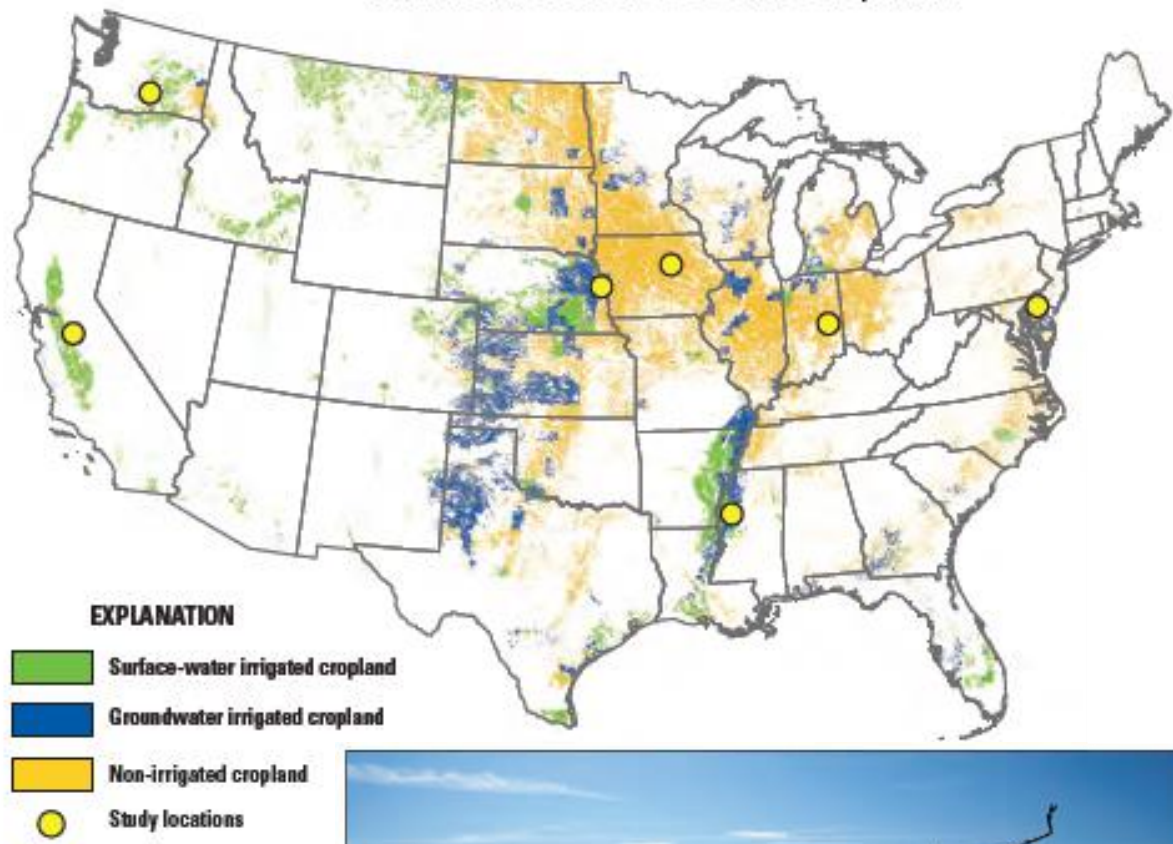 EXPLANATION
Surface-water irrigated cropland
Groundwater irrigated cropland
Non-irrigated cropland
Study locations